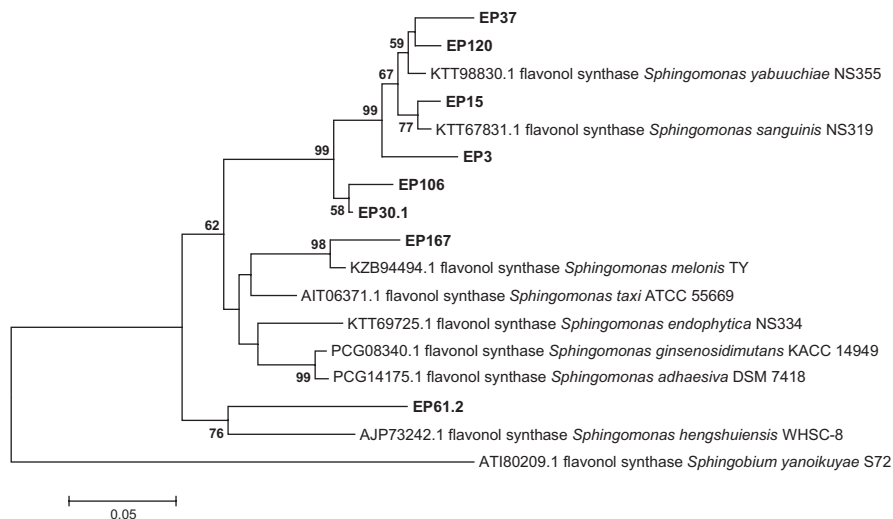 EP37
59
EP120
KTT98830.1 flavonol synthase Sphingomonas yabuuchiae NS355
67
EP15
99
77
KTT67831.1 flavonol synthase Sphingomonas sanguinis NS319
99
EP3
EP106
58
EP30.1
62
98
EP167
KZB94494.1 flavonol synthase Sphingomonas melonis TY
AIT06371.1 flavonol synthase Sphingomonas taxi ATCC 55669
KTT69725.1 flavonol synthase Sphingomonas endophytica NS334
PCG08340.1 flavonol synthase Sphingomonas ginsenosidimutans KACC 14949
99
PCG14175.1 flavonol synthase Sphingomonas adhaesiva DSM 7418
EP61.2
76
AJP73242.1 flavonol synthase Sphingomonas hengshuiensis WHSC-8
ATI80209.1 flavonol synthase Sphingobium yanoikuyae S72
0.05